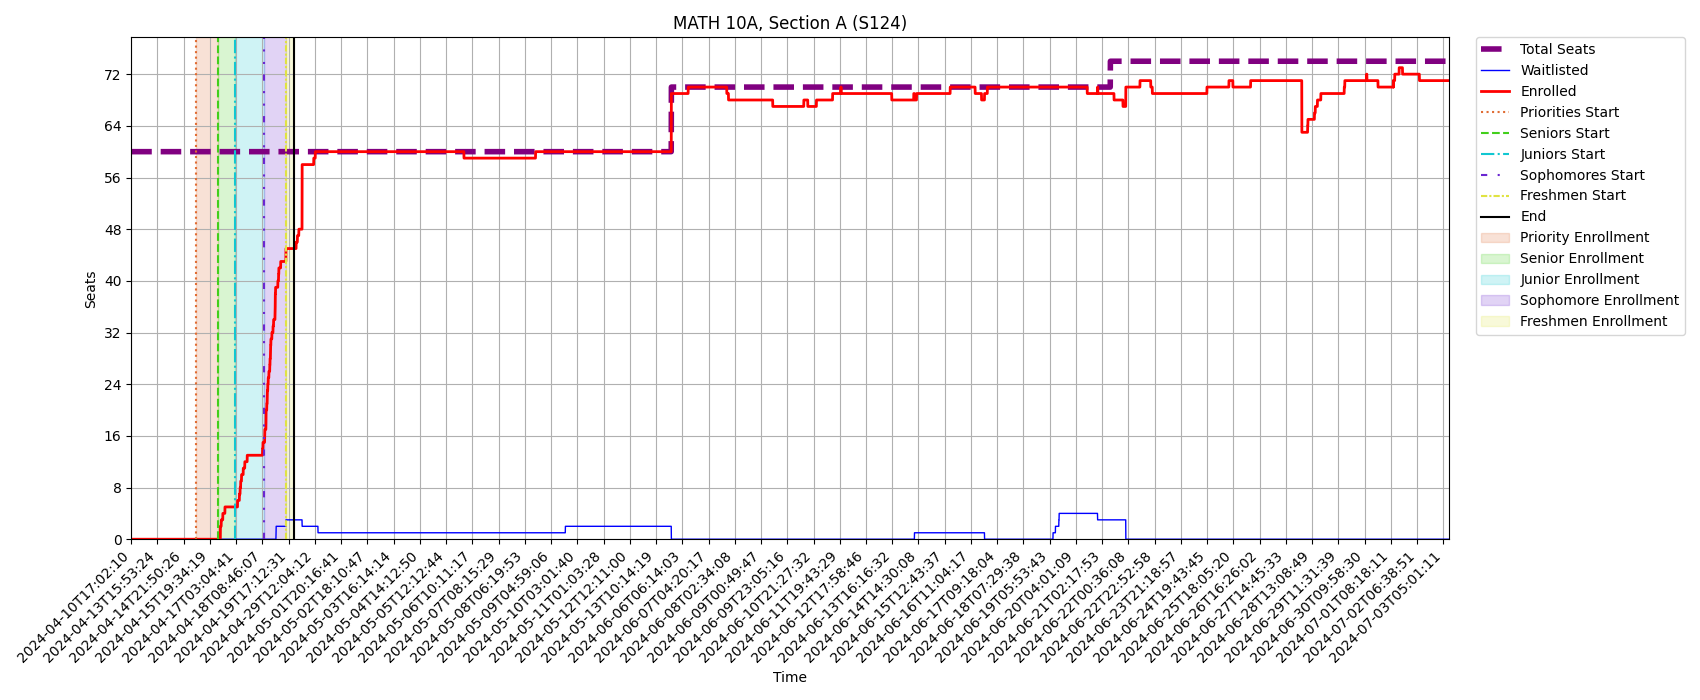 MATH 10A, Section A (S124)
Seats
72
64
56
48
40
32
24
16
8
0
2024-04-10T17:02:10
2024-04-13T15:53:24
2024-04-14T21:50:26
2024-04-15T19:34:19
2024-04-17T03:04:41
2024-04-18T08:46:07
2024-04-19T17:12:31
2024-04-29T12:04:12
2024-05-01T20:16:41
2024-05-02T18:10:47
2024-05-03T16:14:14
2024-05-04T14:12:50
2024-05-05T12:12:44
2024-05-06T10:11:17
2024-05-07T08:15:29
2024-05-08T06:19:53
2024-05-09T04:59:06
2024-05-10T03:01:40
2024-05-11T01:03:28
2024-05-12T12:11:00
2024-05-13T10:14:19
2024-06-06T06:14:03
2024-06-07T04:20:17
2024-06-08T02:34:08
2024-06-09T00:49:47
2024-06-09T23:05:16
2024-06-10T21:27:32
2024-06-11T19:43:29
2024-06-12T17:58:46
2024-06-13T16:16:32
2024-06-14T14:30:08
2024-06-15T12:43:37
2024-06-16T11:04:17
2024-06-17T09:18:04
2024-06-18T07:29:38
2024-06-19T05:53:43
2024-06-20T04:01:09
2024-06-21T02:17:53
2024-06-22T00:36:08
2024-06-22T22:52:58
2024-06-23T21:18:57
2024-06-24T19:43:45
2024-06-25T18:05:20
2024-06-26T16:26:02
2024-06-27T14:45:33
2024-06-28T13:08:49
2024-06-29T11:31:39
2024-06-30T09:58:30
2024-07-01T08:18:11
2024-07-02T06:38:51
2024-07-03T05:01:11
Time
Total Seats
Waitlisted
Enrolled
Priorities Start
Seniors Start
Juniors Start
Sophomores Start
Freshmen Start
End
Priority Enrollment
Senior Enrollment
Junior Enrollment
Sophomore Enrollment
Freshmen Enrollment